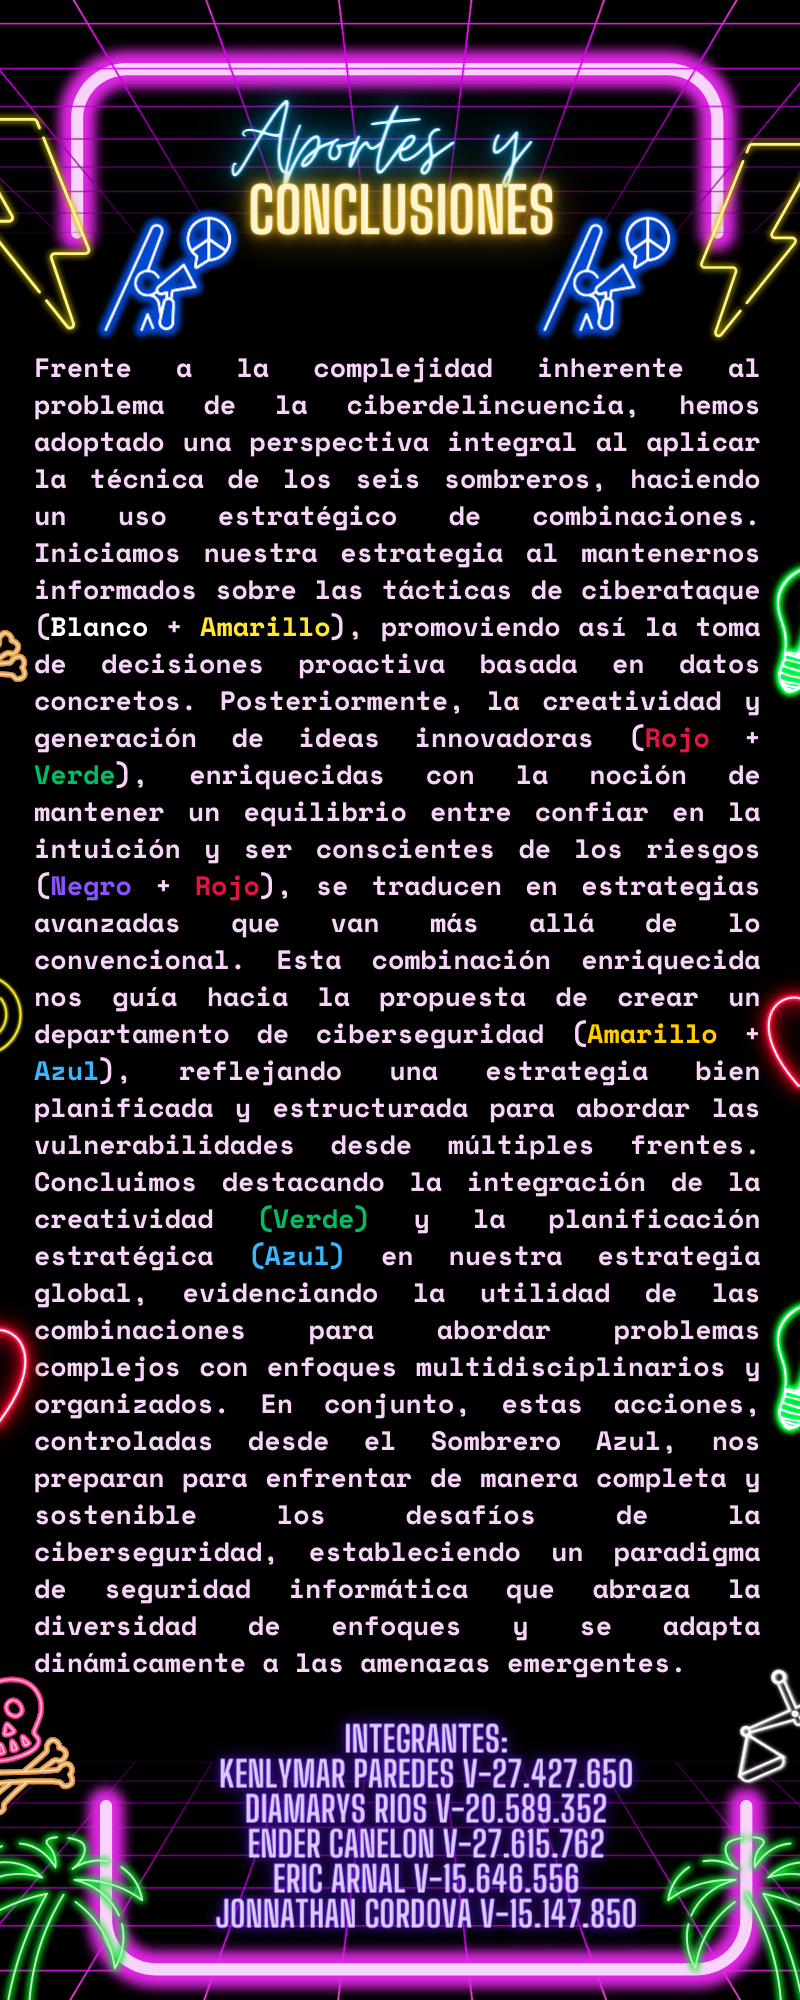 Aportes y
CONCLUSIONES
Frente a la complejidad inherente al
problema de la ciberdelincuencia, hemos
adoptado una perspectiva integral al aplicar
la técnica de los seis sombreros, haciendo
un uso estratégico de combinaciones.
Iniciamos nuestra estrategia al mantenernos
informados sobre las tácticas de ciberataque
(Blanco + Amarillo), promoviendo así la toma
de decisiones proactiva basada en datos
concretos. Posteriormente, la creatividad y
generación de ideas innovadoras (Rojo +
Verde), enriquecidas con la noción de
mantener un equilibrio entre confiar en la
intuición y ser conscientes de los riesgos
(Negro + Rojo), se traducen en estrategias
avanzadas que van más allá de lo
convencional. Esta combinación enriquecida
nos guía hacia la propuesta de crear un
departamento de ciberseguridad (Amarillo +
Azul), reflejando una estrategia bien
planificada y estructurada para abordar las
vulnerabilidades desde múltiples frentes.
Concluimos destacando la integración de la
creatividad (Verde) y la planificación
estratégica (Azul) en nuestra estrategia
global, evidenciando la utilidad de las
combinaciones para abordar problemas
complejos con enfoques multidisciplinarios y
organizados. En conjunto, estas acciones,
controladas desde el Sombrero Azul, nos
preparan para enfrentar de manera completa y
sostenible los desafíos de la
ciberseguridad, estableciendo un paradigma
de seguridad informática que abraza la
diversidad de enfoques y se adapta
dinámicamente a las amenazas emergentes.
INTEGRANTES:
KENLYMAR PAREDES V-27.427.650
DIAMARYS RIOS V-20.589.352
ENDER CANELON V-27.615.762
ERIC ARNAL V-15.646.556
JONNATHAN CORDOVA V-15.147.850